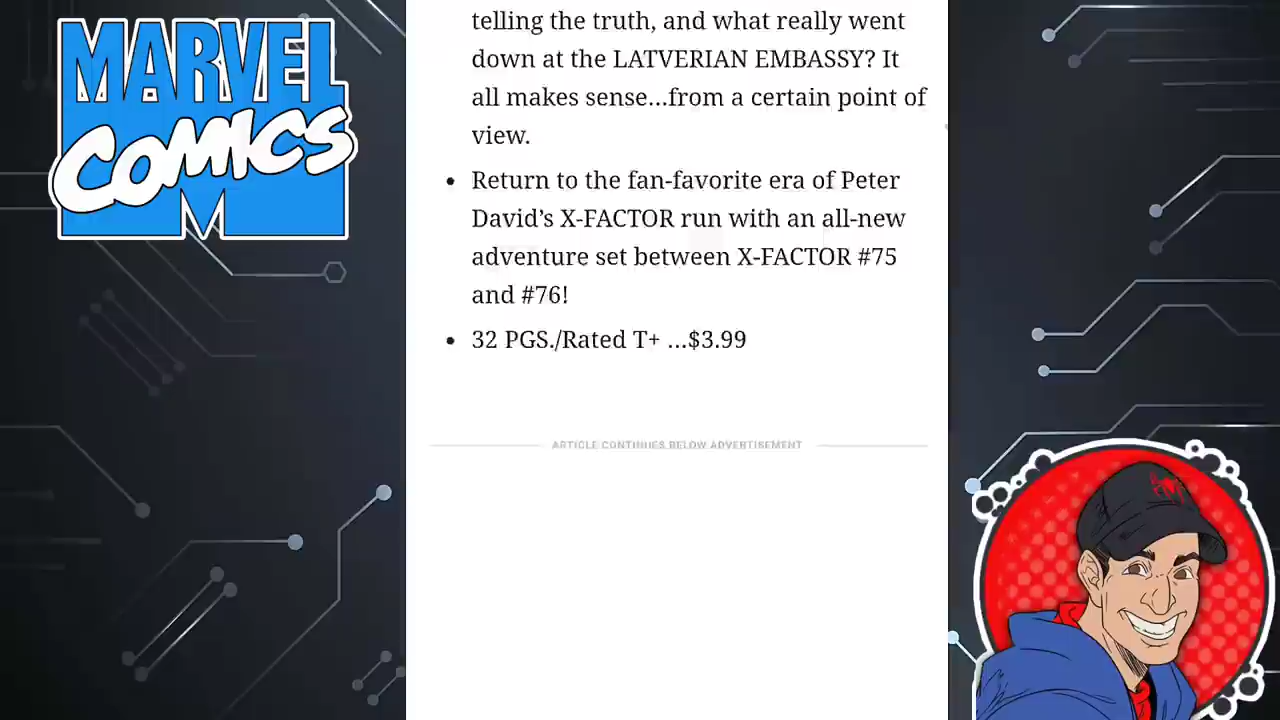 MARVEL
COMICS
M
telling the truth, and what really went
down at the LATVERIAN EMBASSY? It
all makes sense…from a certain point of
view.
• Return to the fan-favorite era of Peter
David’s X-FACTOR run with an all-new
adventure set between X-FACTOR #75
and #76!
• 32 PGS./Rated T+ …$3.99
ARTICLE CONTINUES BELOW ADVERTISEMENT